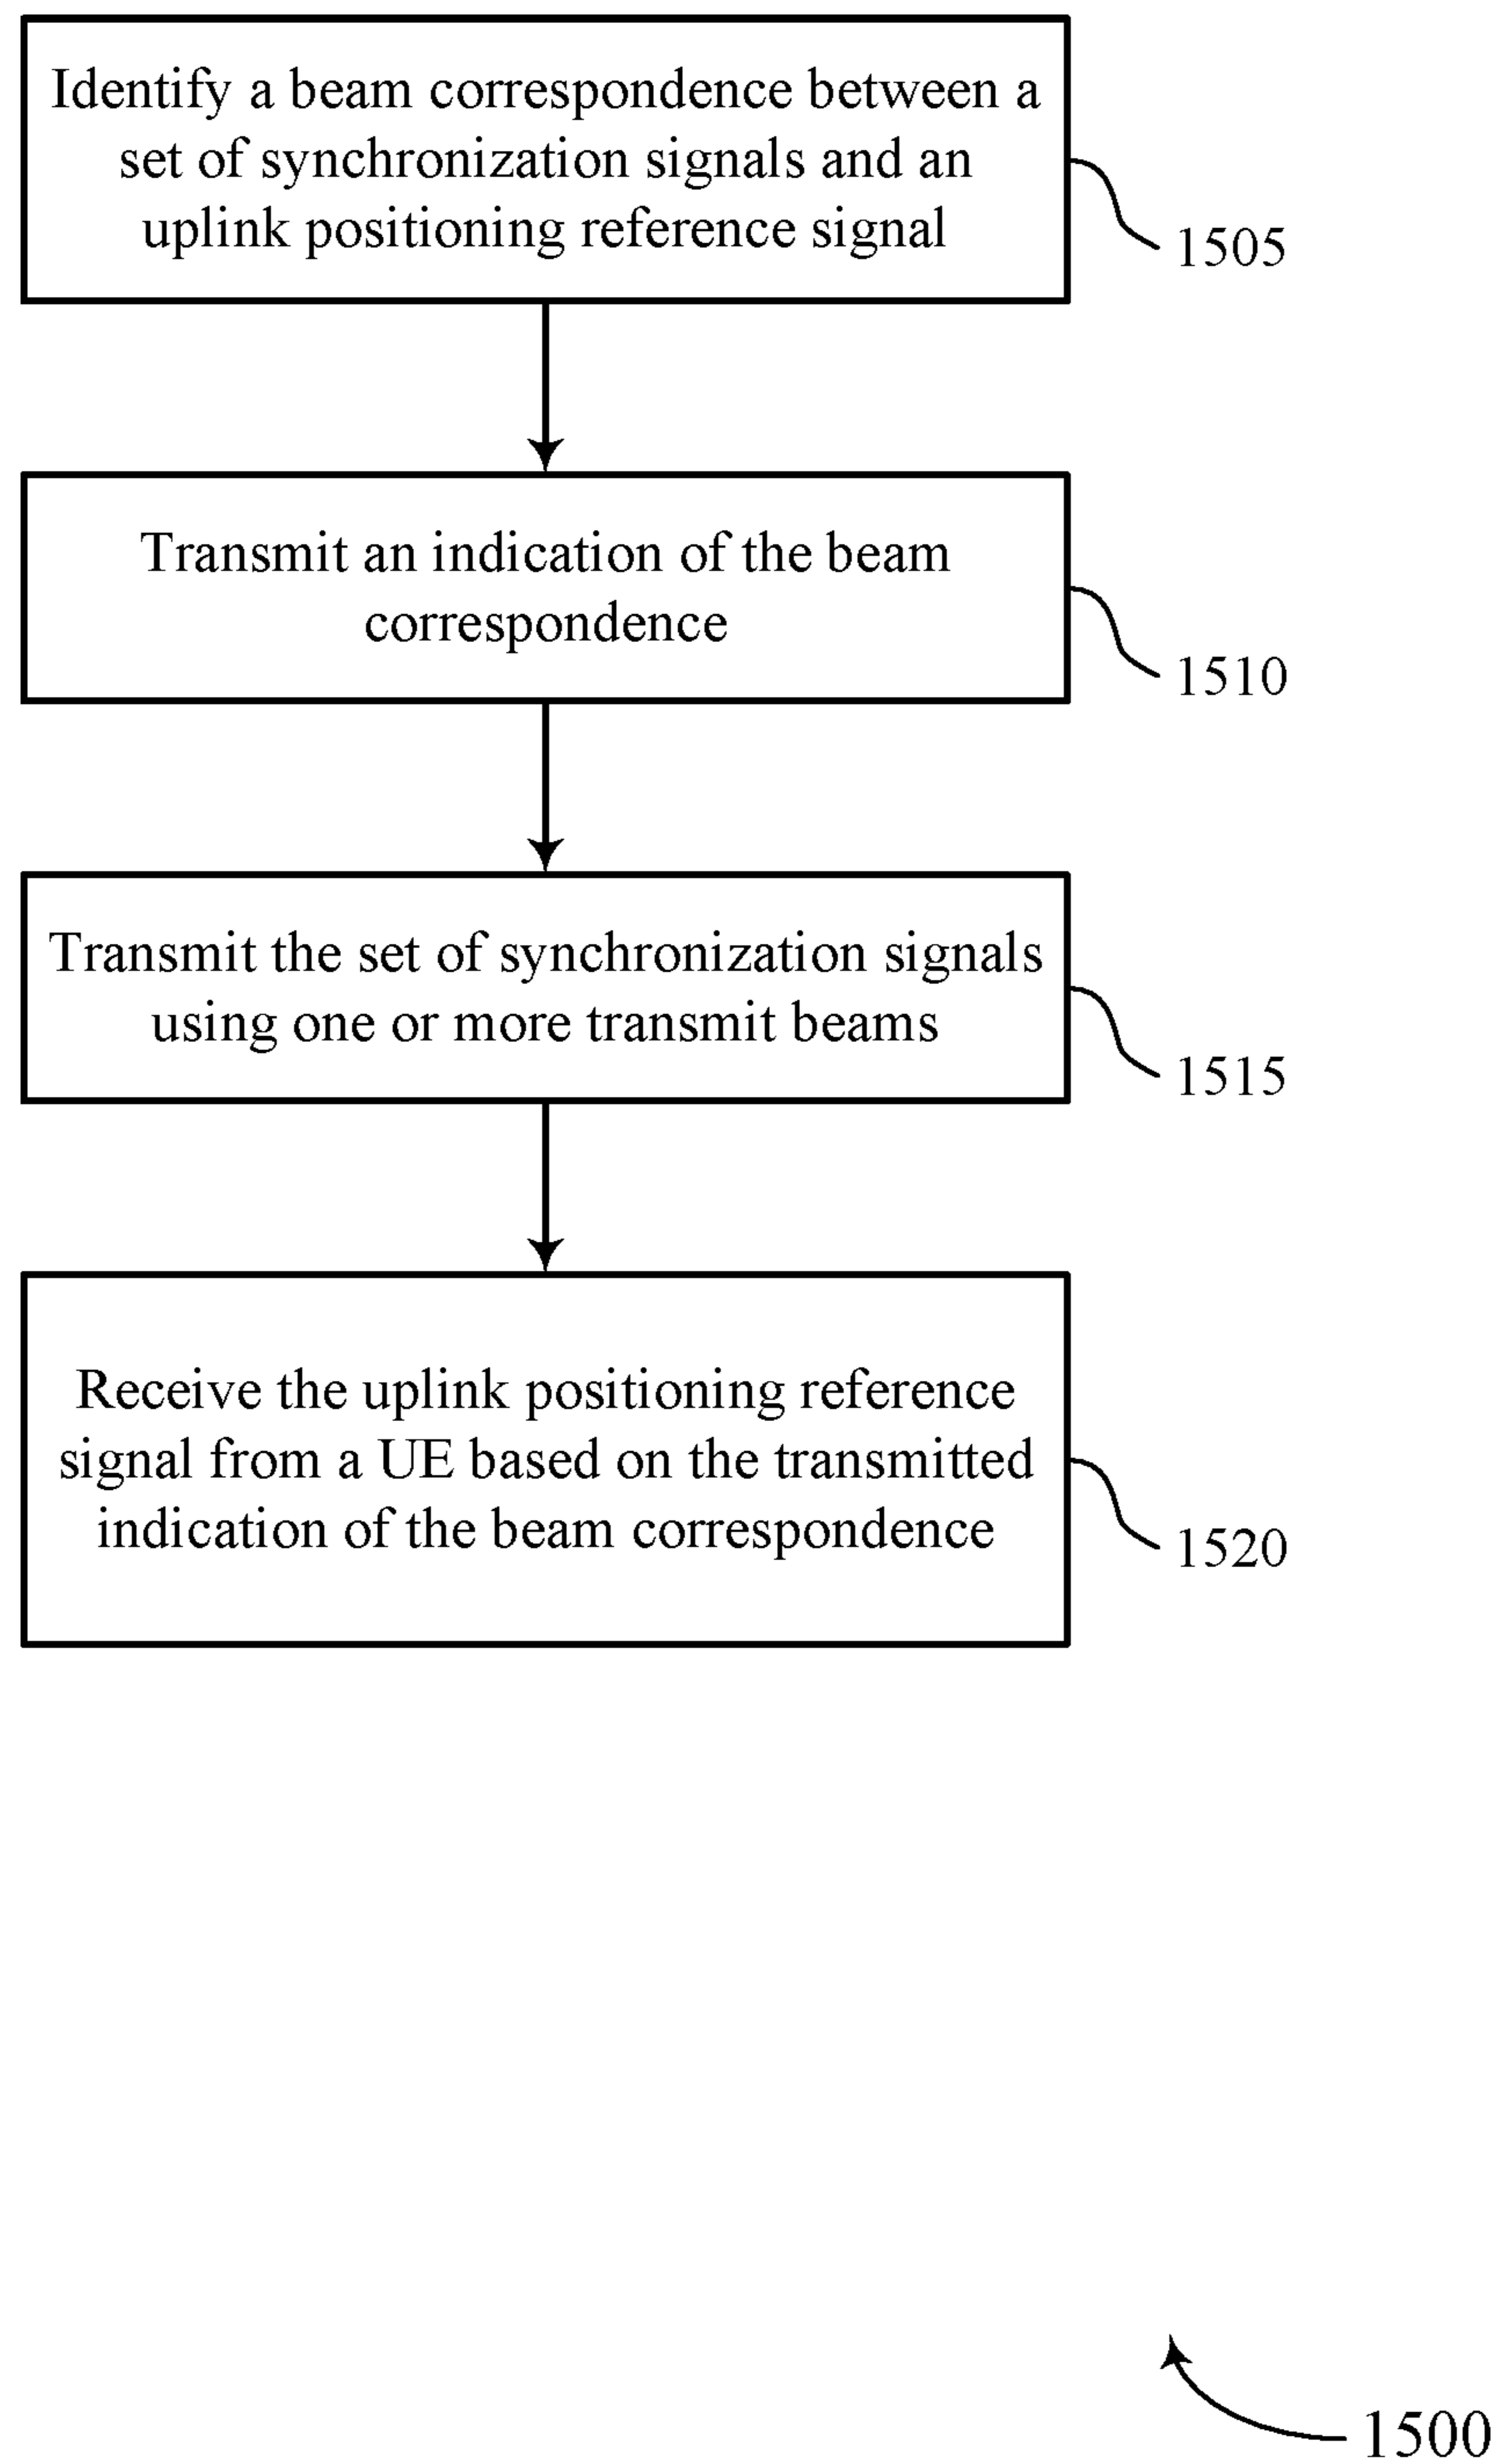 Identify a beam correspondence between a
set of synchronization signals and an
uplink positioning reference signal
1505
Transmit an indication of the beam
correspondence
1510
Transmit the set of synchronization signals
using one or more transmit beams
1515
Receive the uplink positioning reference
signal from a UE based on the transmitted
indication of the beam correspondence
1520
1500